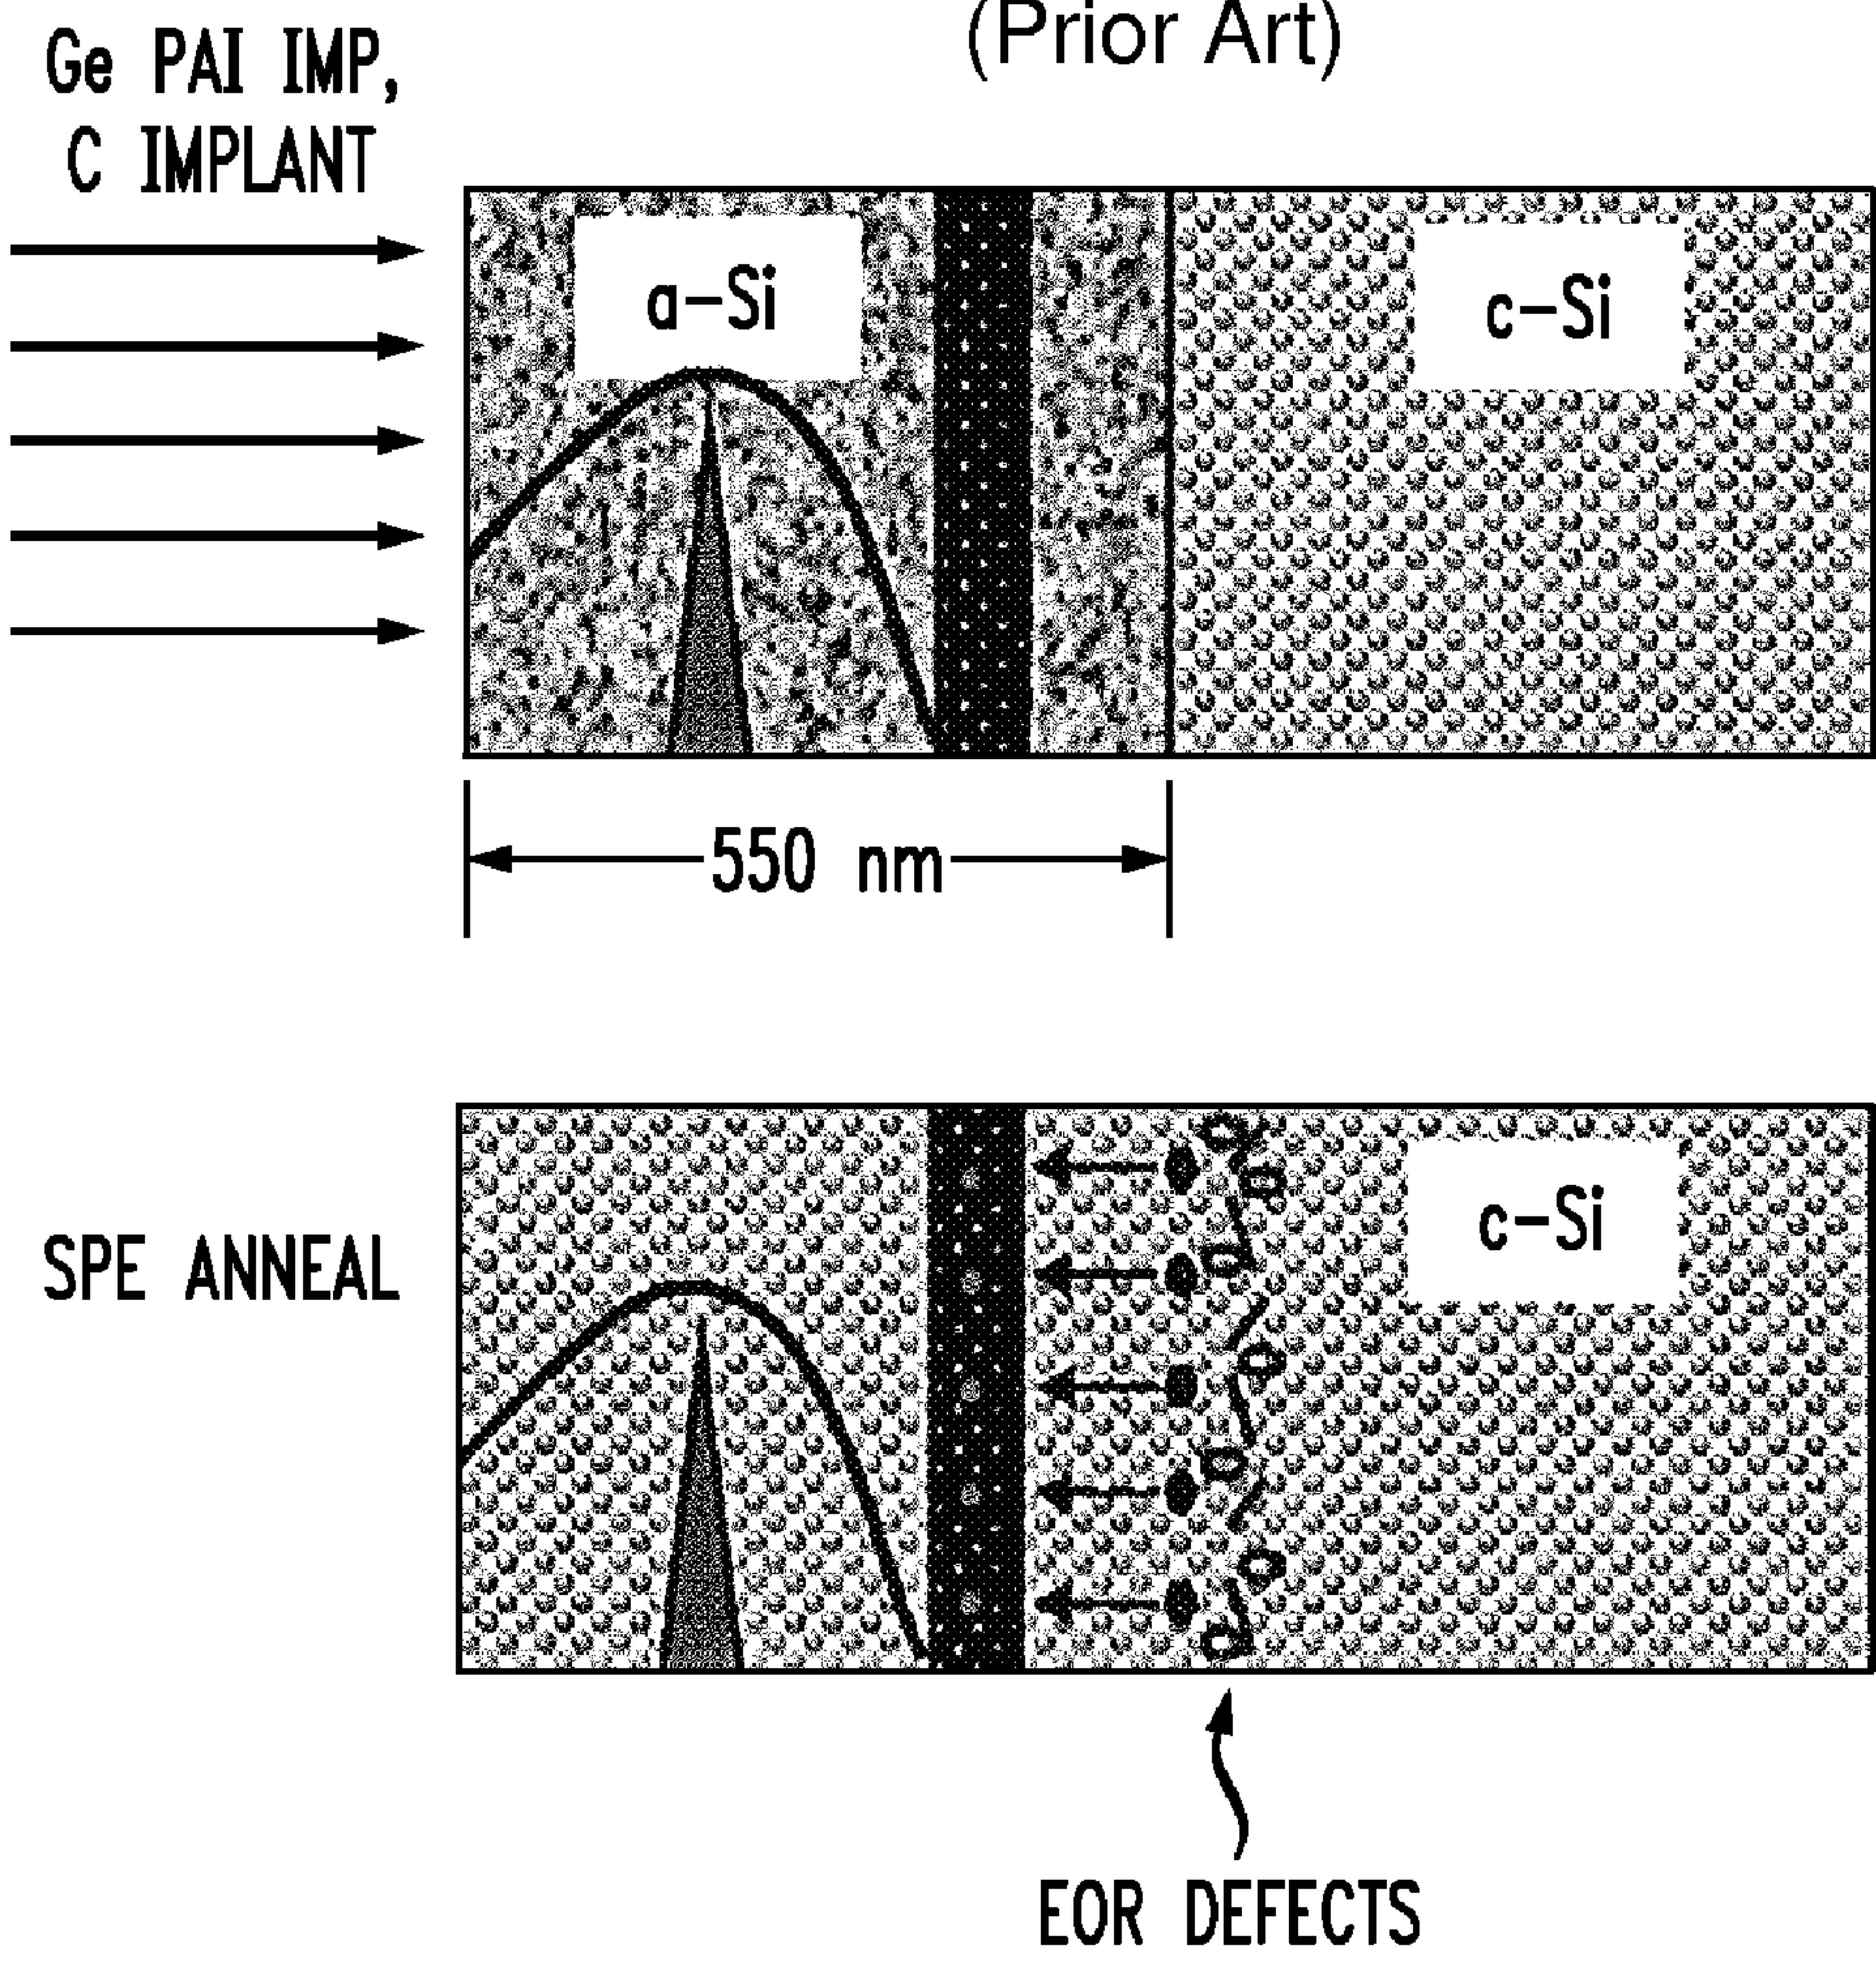 (Prior Art)
Ge PAI IMP,
C IMPLANT
a-Si
c-Si
550 nm
SPE ANNEAL
c-Si
EOR DEFECTS